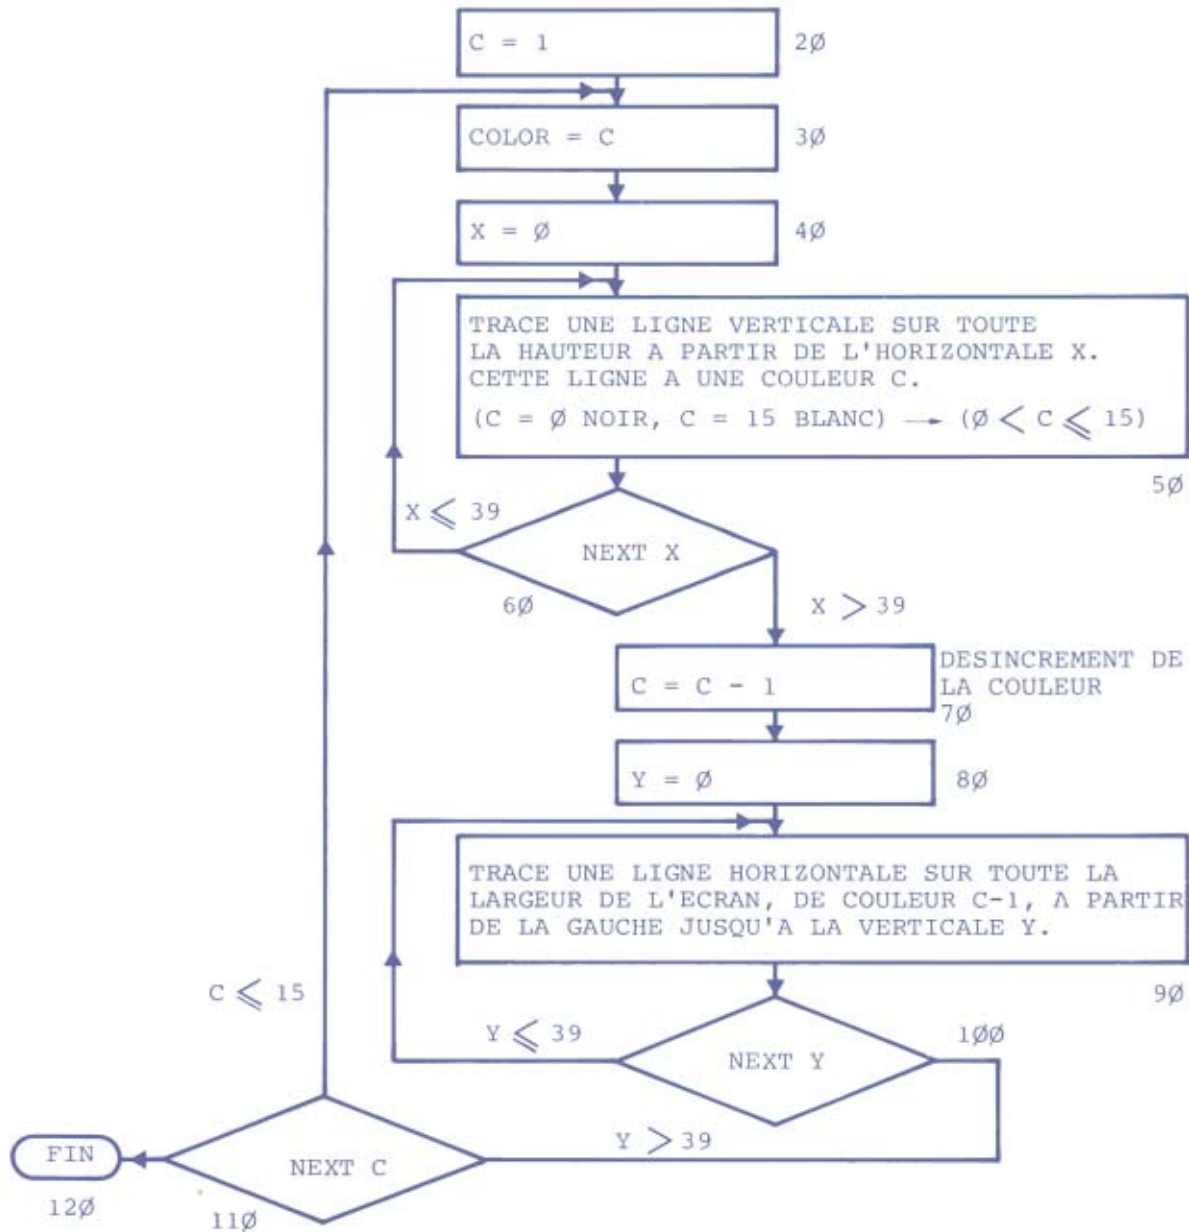 C = 1 2Ø
COLOR = C 3Ø
X = Ø 4Ø
TRACE UNE LIGNE VERTICALE SUR TOUTE
LA HAUTEUR A PARTIR DE L'HORIZONTALE X.
CETTE LIGNE A UNE COULEUR C.
(C = Ø NOIR, C = 15 BLANC) → (Ø < C ⩽ 15)
5Ø
X ⩽ 39
NEXT X
6Ø
X > 39
C = C - 1
DESINCREMENT DE
LA COULEUR
7Ø
Y = Ø 8Ø
TRACE UNE LIGNE HORIZONTALE SUR TOUTE LA
LARGEUR DE L'ECRAN, DE COULEUR C-1, A PARTIR
DE LA GAUCHE JUSQU'A LA VERTICALE Y.
9Ø
C ⩽ 15
Y ⩽ 39
1ØØ
NEXT Y
Y > 39
FIN
NEXT C
12Ø
11Ø